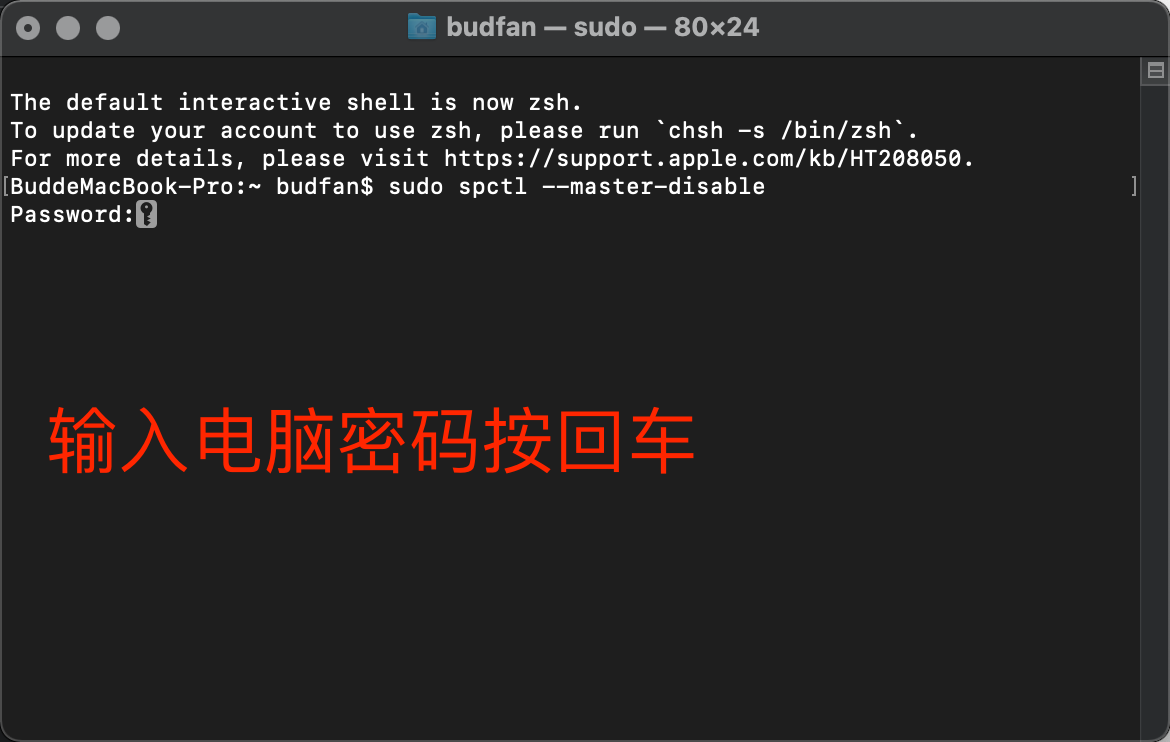 budfan — sudo — 80×24
The default interactive shell is now zsh.
To update your account to use zsh, please run `chsh -s /bin/zsh`.
For more details, please visit https://support.apple.com/kb/HT208050.
[BuddeMacBook-Pro:~ budfan$ sudo spctl --master-disable ]
Password:
输入电脑密码按回车